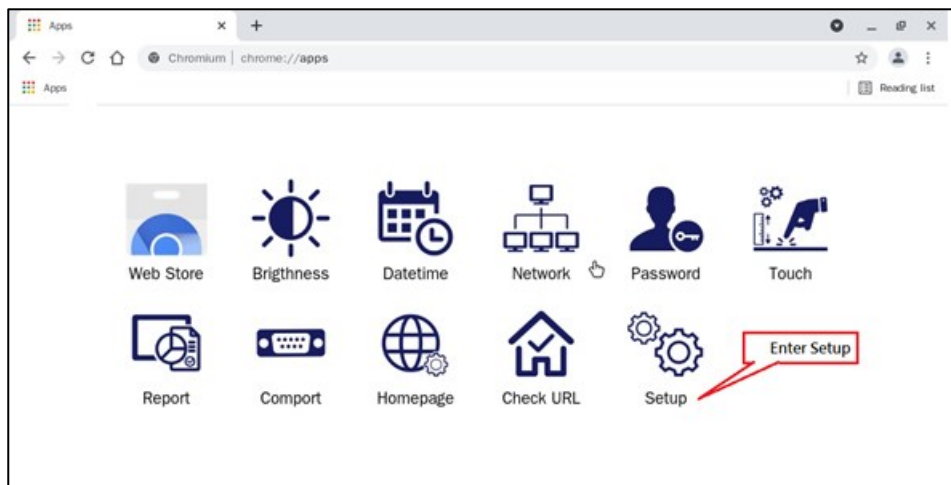 Apps
Chromium | chrome://apps
Apps
Reading list
Web Store Brigthness Datetime Network Password Touch
Enter Setup
Report Comport Homepage Check URL Setup